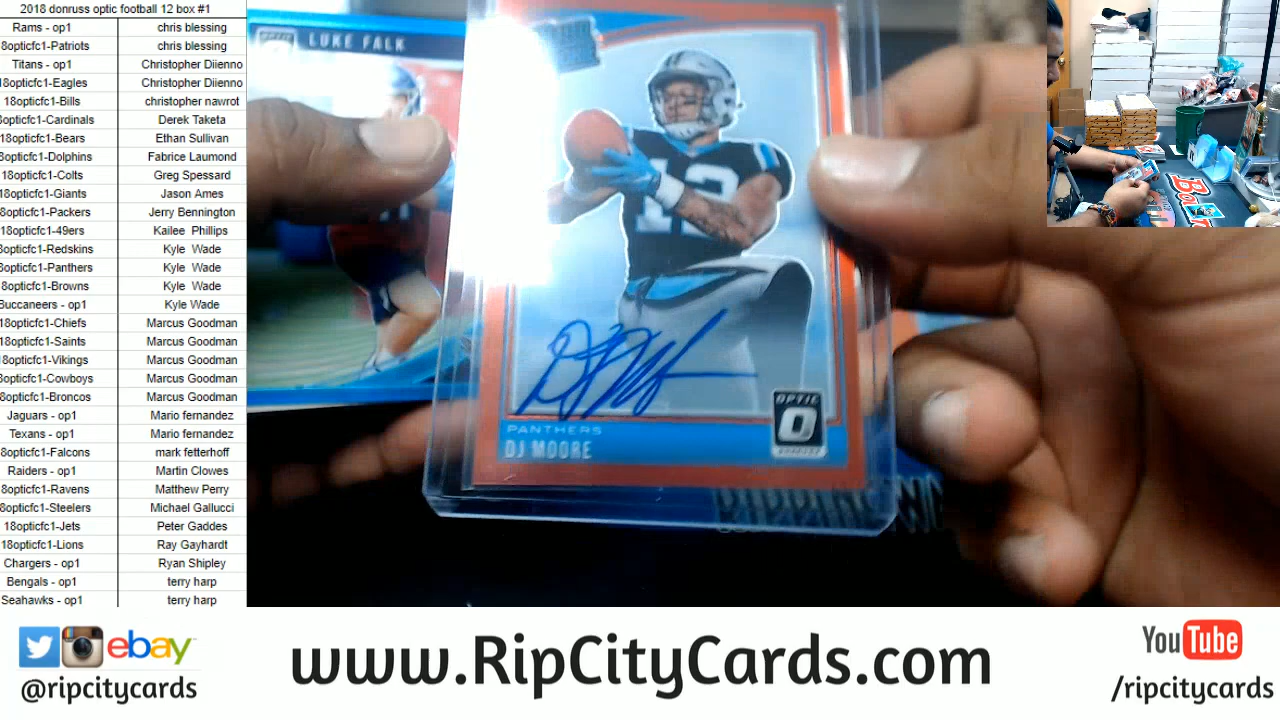 2018 donruss optic football 12 box #1
Rams - op1 chris blessing
8opticfc1-Patriots chris blessing
Titans - op1 Christopher Diienno
18opticfc1-Eagles Christopher Diienno
18opticfc1-Bills christopher nawrot
8opticfc1-Cardinals Derek Taketa
18opticfc1-Bears Ethan Sullivan
8opticfc1-Dolphins Fabrice Laumond
18opticfc1-Colts Greg Spessard
18opticfc1-Giants Jason Ames
8opticfc1-Packers Jerry Bennington
18opticfc1-49ers Kailee Phillips
8opticfc1-Redskins Kyle Wade
8opticfc1-Panthers Kyle Wade
8opticfc1-Browns Kyle Wade
Buccaneers - op1 Kyle Wade
18opticfc1-Chiefs Marcus Goodman
18opticfc1-Saints Marcus Goodman
18opticfc1-Vikings Marcus Goodman
8opticfc1-Cowboys Marcus Goodman
8opticfc1-Broncos Marcus Goodman
Jaguars - op1 Mario fernandez
Texans - op1 Mario fernandez
8opticfc1-Falcons mark fetterhoff
Raiders - op1 Martin Clowes
8opticfc1-Ravens Matthew Perry
8opticfc1-Steelers Michael Gallucci
18opticfc1-Jets Peter Gaddes
18opticfc1-Lions Ray Gayhardt
Chargers - op1 Ryan Shipley
Bengals - op1 terry harp
Seahawks - op1 terry harp
LUKE FALK
12
OPTIC
PANTHERS
DJ MOORE
ebay
@ripcitycards
www.RipCityCards.com
YouTube
/ripcitycards